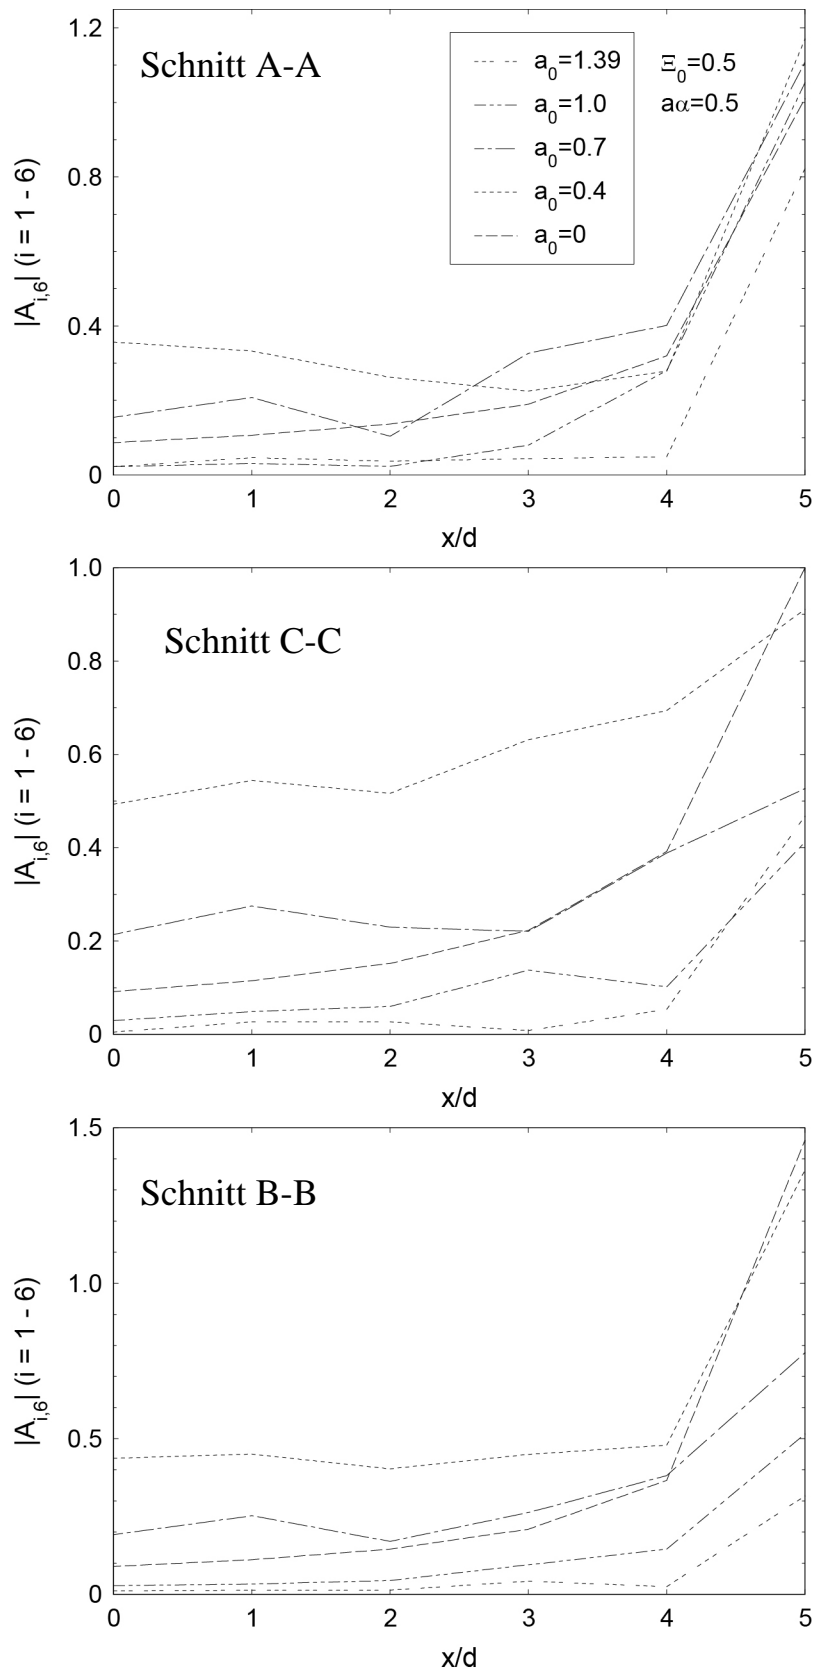 Schnitt A-A
a₀=1.39
a₀=1.0
a₀=0.7
a₀=0.4
a₀=0
Ξ₀=0.5
aα=0.5
|A_{i,6}| (i = 1 - 6)
1.2
0.8
0.4
0
0 1 2 3 4 5
x/d
Schnitt C-C
|A_{i,6}| (i = 1 - 6)
1.0
0.8
0.6
0.4
0.2
0
0 1 2 3 4 5
x/d
Schnitt B-B
|A_{i,6}| (i = 1 - 6)
1.5
1.0
0.5
0
0 1 2 3 4 5
x/d